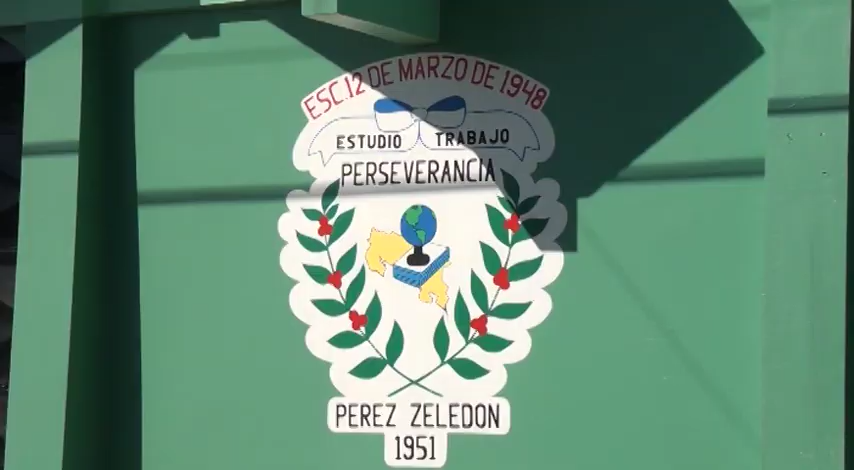 ESC.12 DE MARZO DE 1948
ESTUDIO TRABAJO
PERSEVERANCIA
PEREZ ZELEDON
1951